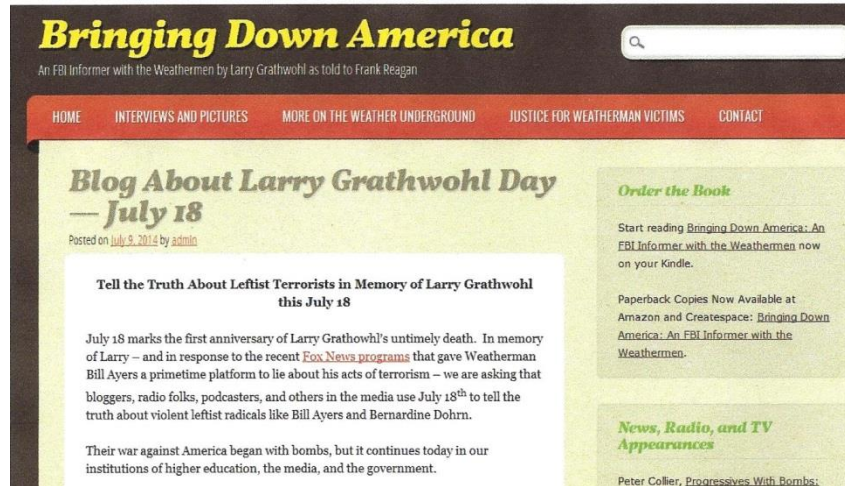 Bringing Down America
An FBI Informer with the Weathermen by Larry Grathwohl as told to Frank Reagan
HOME INTERVIEWS AND PICTURES MORE ON THE WEATHER UNDERGROUND JUSTICE FOR WEATHERMAN VICTIMS CONTACT
Blog About Larry Grathwohl Day
— July 18
Posted on July 9, 2014 by admin
Tell the Truth About Leftist Terrorists in Memory of Larry Grathwohl
this July 18
July 18 marks the first anniversary of Larry Grathowhl's untimely death. In memory
of Larry – and in response to the recent Fox News programs that gave Weatherman
Bill Ayers a primetime platform to lie about his acts of terrorism – we are asking that
bloggers, radio folks, podcasters, and others in the media use July 18th to tell the
truth about violent leftist radicals like Bill Ayers and Bernardine Dohrn.
Their war against America began with bombs, but it continues today in our
institutions of higher education, the media, and the government.
Order the Book
Start reading Bringing Down America: An
FBI Informer with the Weathermen now
on your Kindle.
Paperback Copies Now Available at
Amazon and Createspace: Bringing Down
America: An FBI Informer with the
Weathermen.
News, Radio, and TV
Appearances
Peter Collier, Progressives With Bombs: